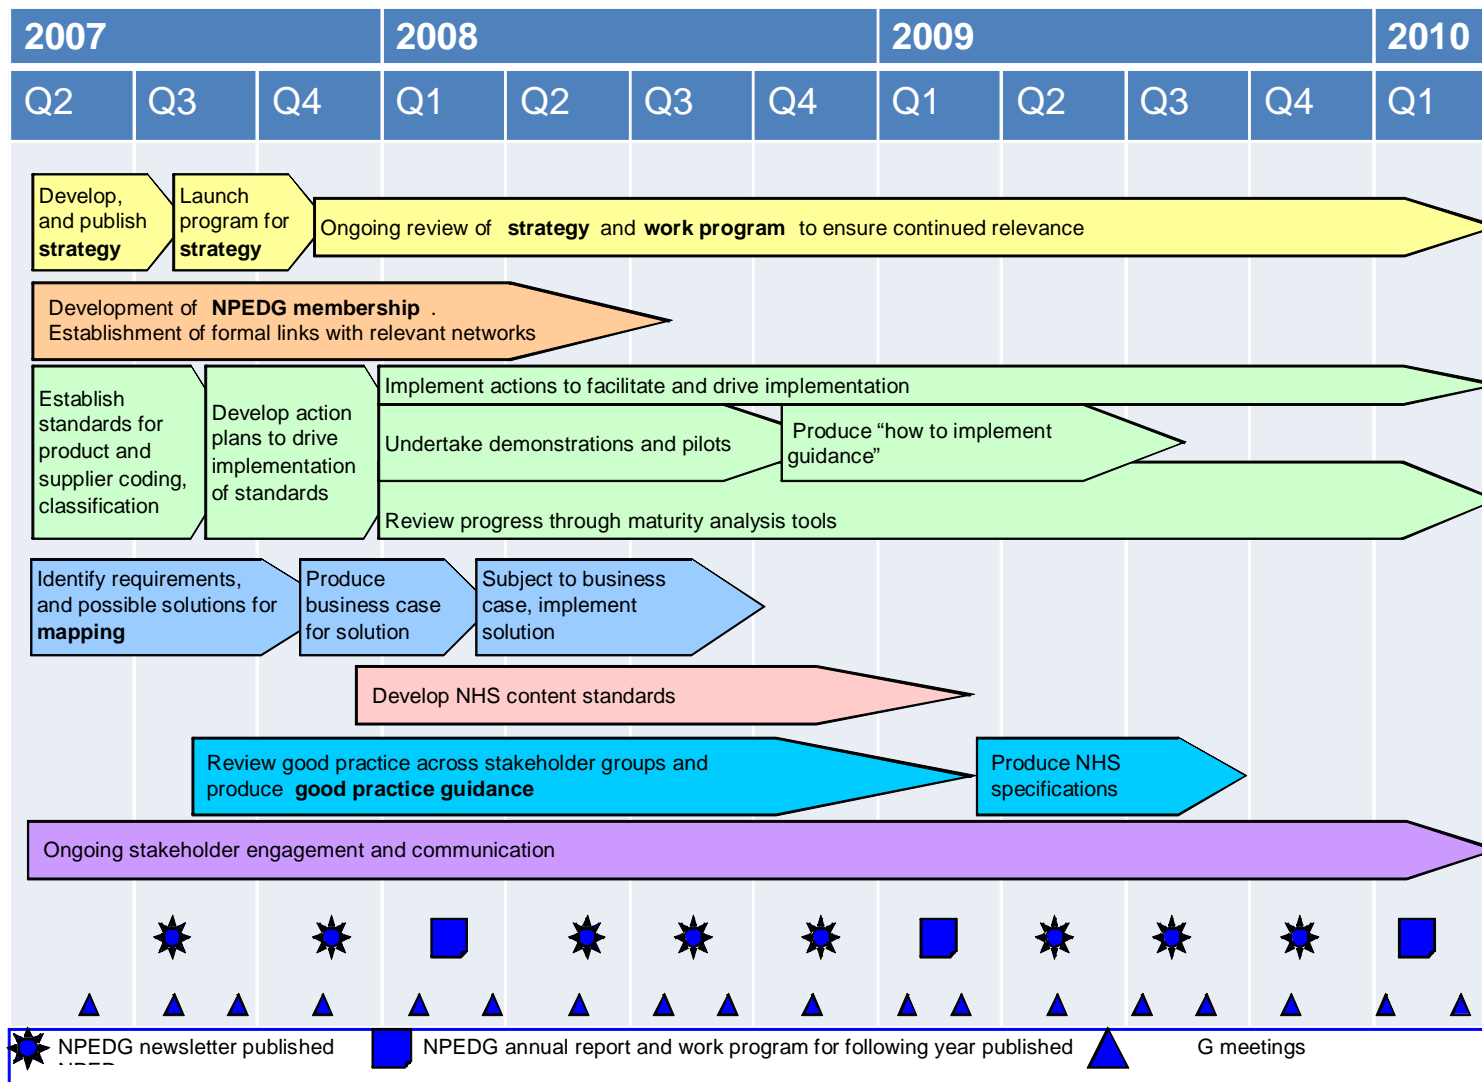 2007 2008 2009 2010
Q2 Q3 Q4 Q1 Q2 Q3 Q4 Q1 Q2 Q3 Q4 Q1
Develop,
and publish
strategy
Launch
program for
strategy
Ongoing review of strategy and work program to ensure continued relevance
Development of NPEDG membership .
Establishment of formal links with relevant networks
Establish
standards for
product and
supplier coding,
classification
Develop action
plans to drive
implementation
of standards
Implement actions to facilitate and drive implementation
Undertake demonstrations and pilots
Produce “how to implement
guidance”
Review progress through maturity analysis tools
Identify requirements,
and possible solutions for
mapping
Produce
business case
for solution
Subject to business
case, implement
solution
Develop NHS content standards
Review good practice across stakeholder groups and
produce good practice guidance
Produce NHS
specifications
Ongoing stakeholder engagement and communication
NPEDG newsletter published
NPEDG annual report and work program for following year published
G meetings